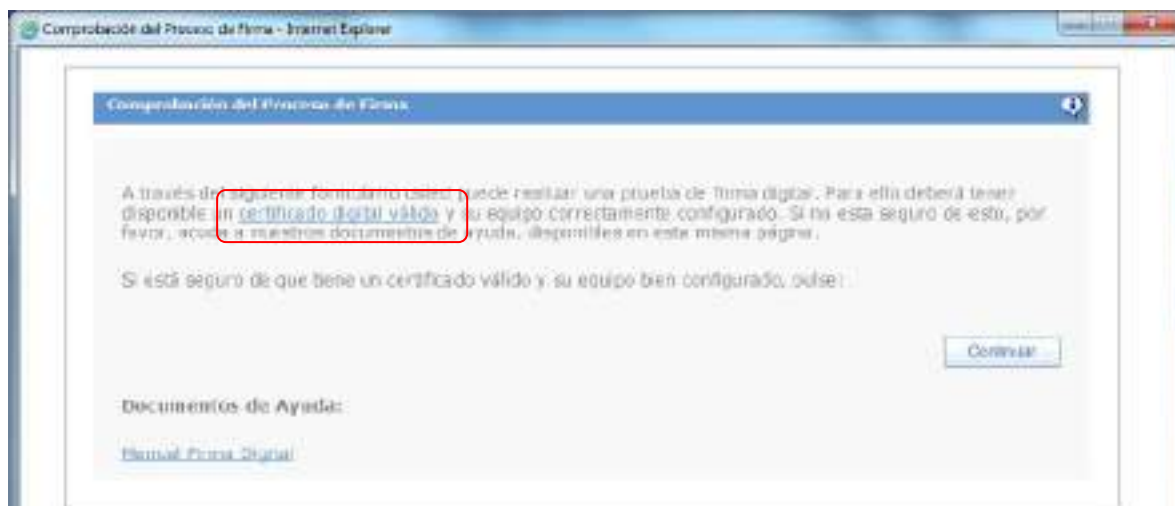 Comprobación del Proceso de Firma - Internet Explorer
Comprobación del Proceso de Firma
A través del siguiente formulario usted puede realizar una prueba de firma digital. Para ello deberá tener
disponible un certificado digital válido y su equipo correctamente configurado. Si no esta seguro de esto, por
favor, acuda a nuestros documentos de ayuda, disponibles en esta misma página.
Si está seguro de que tiene un certificado válido y su equipo bien configurado, pulse:
Continuar
Documentos de Ayuda:
Manual Firma Digital